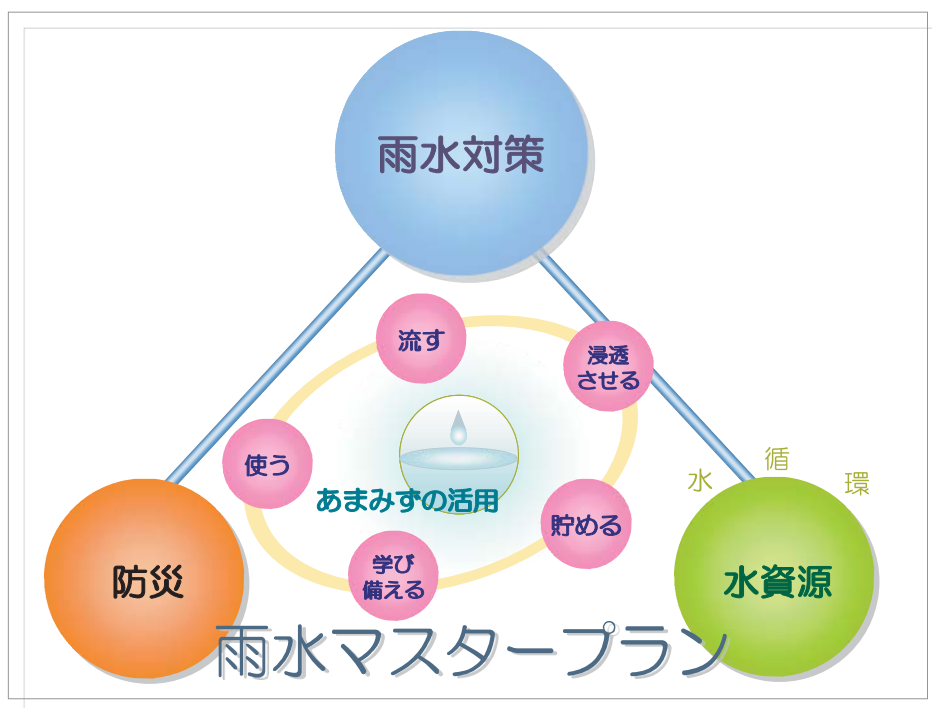 雨水対策
流す
浸透
させる
使う
あまみずの活用
貯める
学び
備える
水
循
環
防災
水資源
雨水マスタープラン